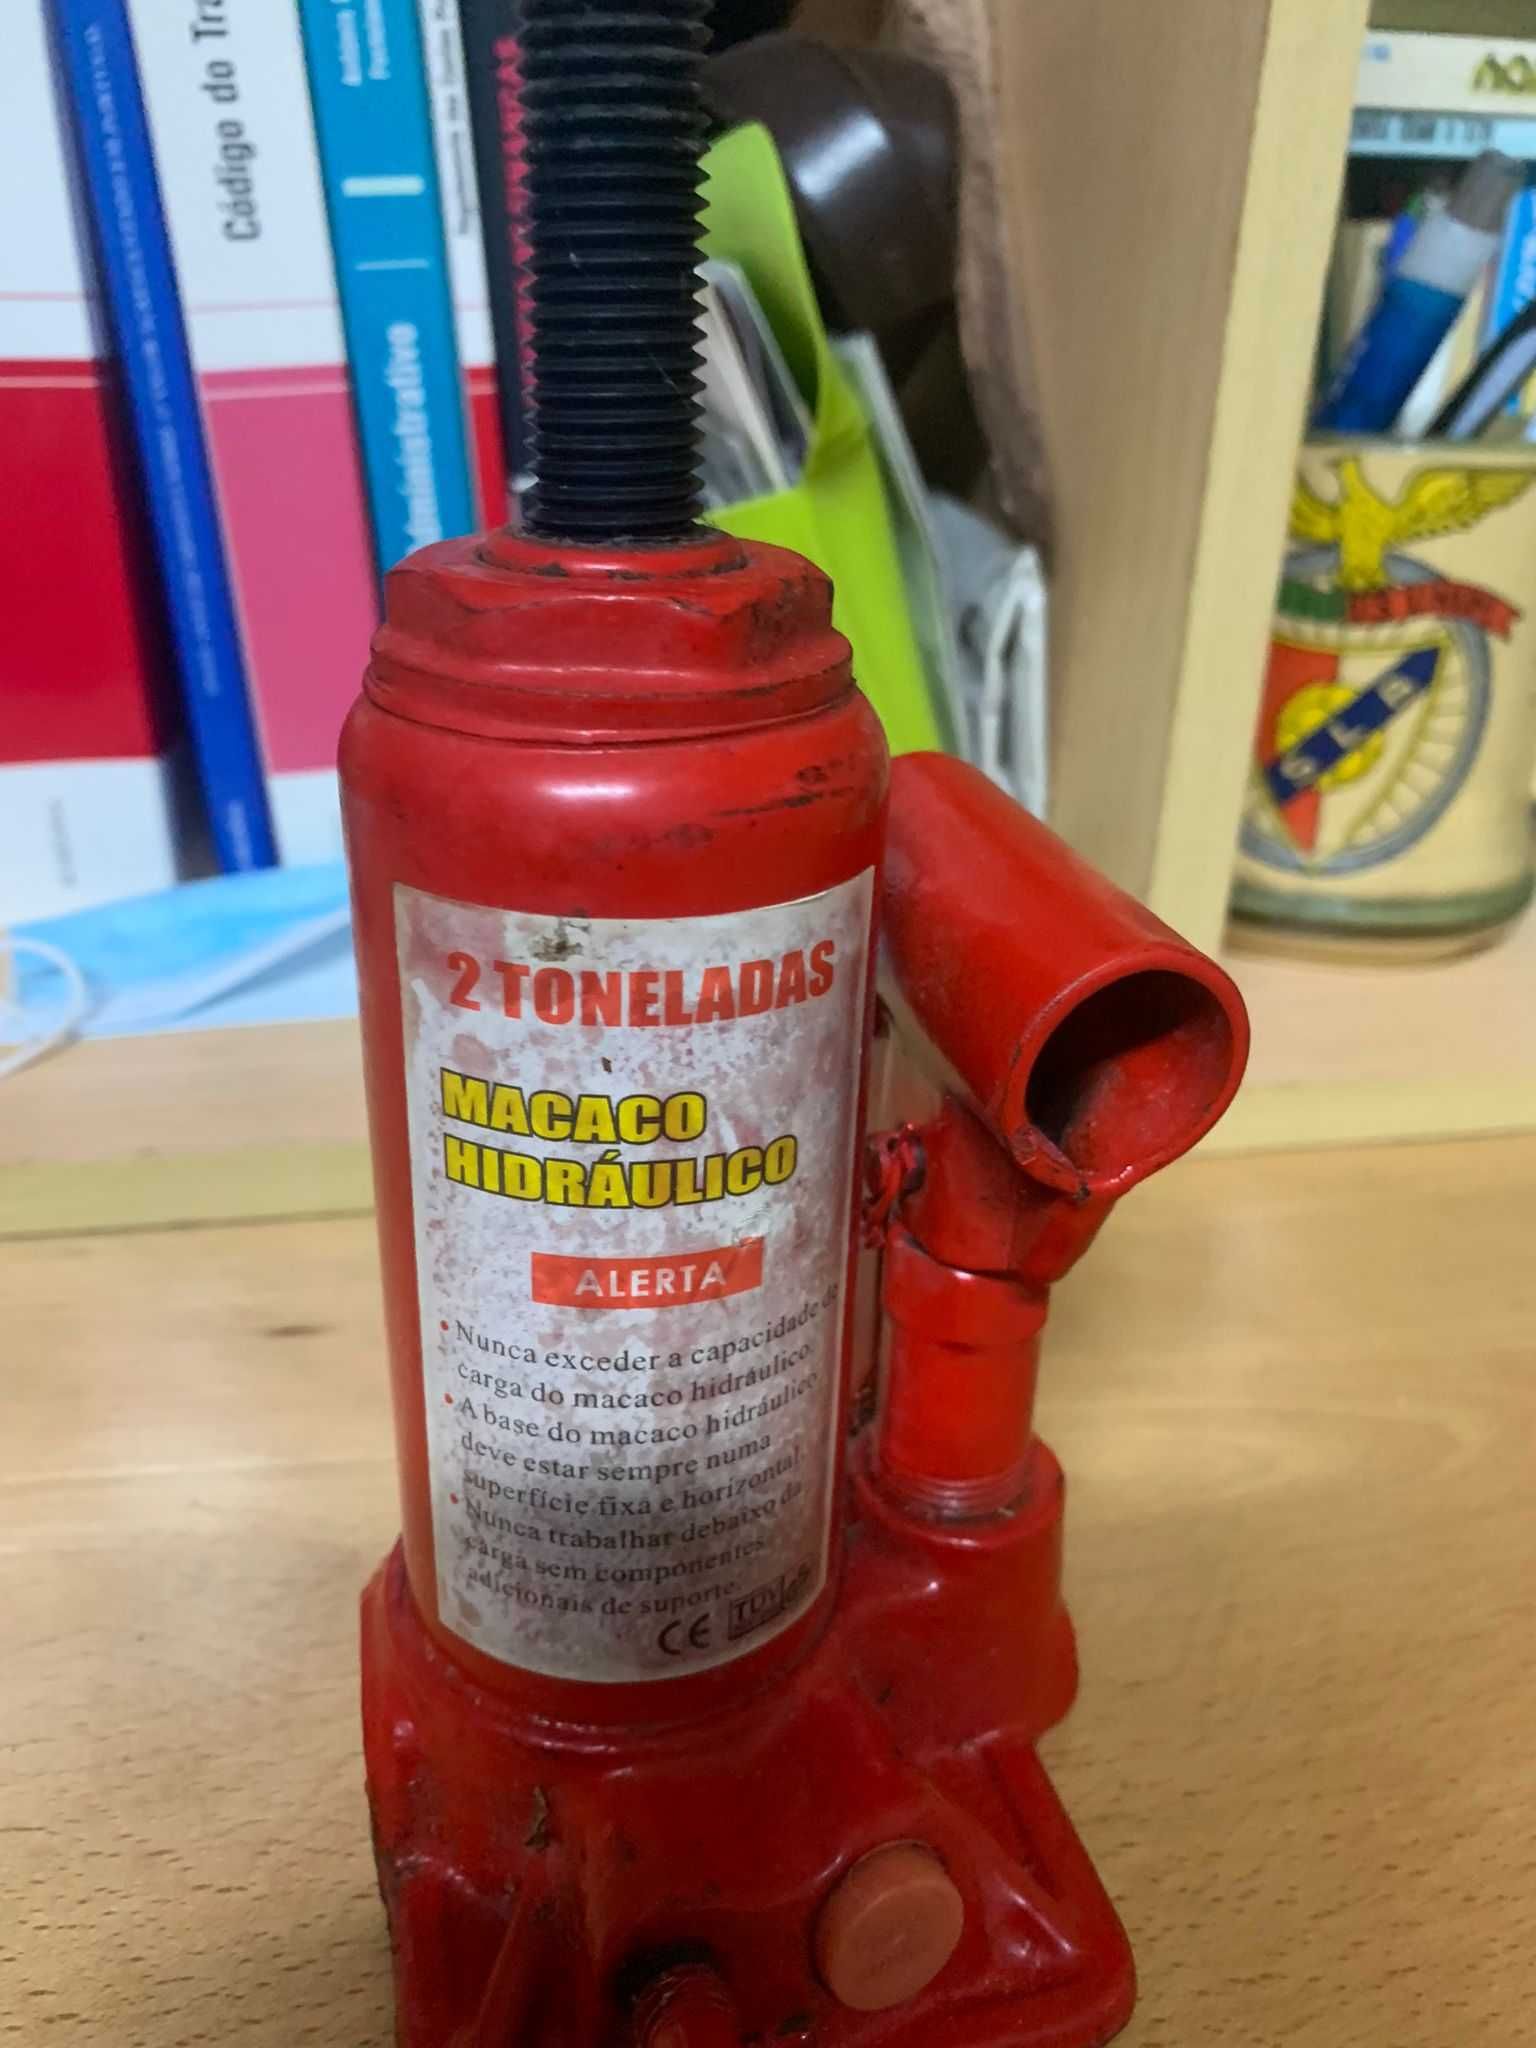 Código do Tra
Administrativo
2 TONELADAS
MACACO
HIDRÁULICO
ALERTA
• Nunca exceder a capacidade de
carga do macaco hidráulico.
• A base do macaco hidráulico
deve estar sempre numa
superfície fixa e horizontal.
• Nunca trabalhar debaixo da
carga sem componentes
adicionais de suporte.
CE TÜV GS
SLB